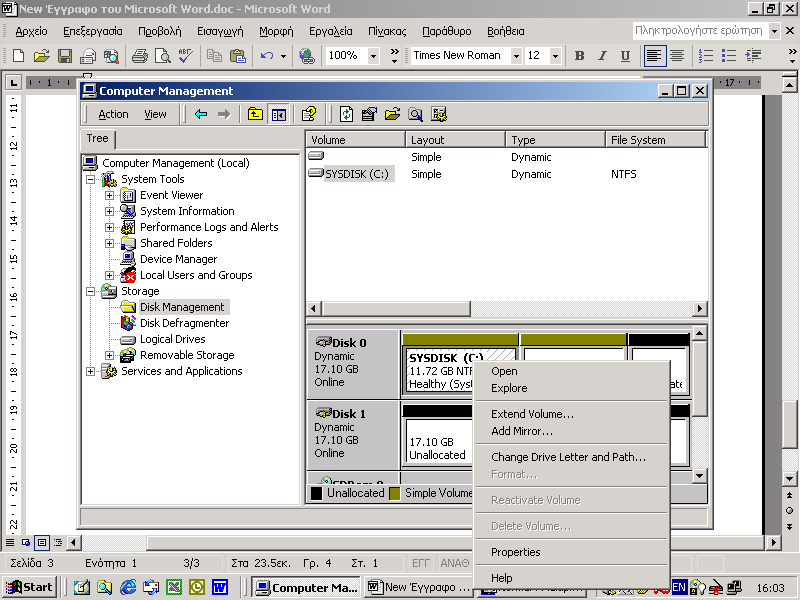 New Έγγραφο του Microsoft Word.doc - Microsoft Word
Αρχείο Επεξεργασία Προβολή Εισαγωγή Μορφή Εργαλεία Πίνακας Παράθυρο Βοήθεια Πληκτρολογήστε ερώτηση
100% Times New Roman 12 B I U
1 17
Computer Management
Action View
Tree
Volume Layout Type File System
Simple Dynamic
SYSDISK (C:) Simple Dynamic NTFS
Computer Management (Local)
System Tools
Event Viewer
System Information
Performance Logs and Alerts
Shared Folders
Device Manager
Local Users and Groups
Storage
Disk Management
Disk Defragmenter
Logical Drives
Removable Storage
Services and Applications
Disk 0
Dynamic
17.10 GB
Online
SYSDISK (C:)
11.72 GB NTF
Healthy (Syst
Disk 1
Dynamic
17.10 GB
Online
17.10 GB
Unallocated
CDRom 0
Unallocated Simple Volume
Open
Explore
Extend Volume...
Add Mirror...
Change Drive Letter and Path...
Format...
Reactivate Volume
Delete Volume...
Properties
Help
11
12
13
14
15
16
17
18
19
20
21
22
Σελίδα 3 Ενότητα 1 3/3 Στα 23.5εκ. Γρ. 4 Στ. 1 ΕΓΓ ΑΝΑΘ
Start Computer Ma... New Έγγραφο ... EN 16:03